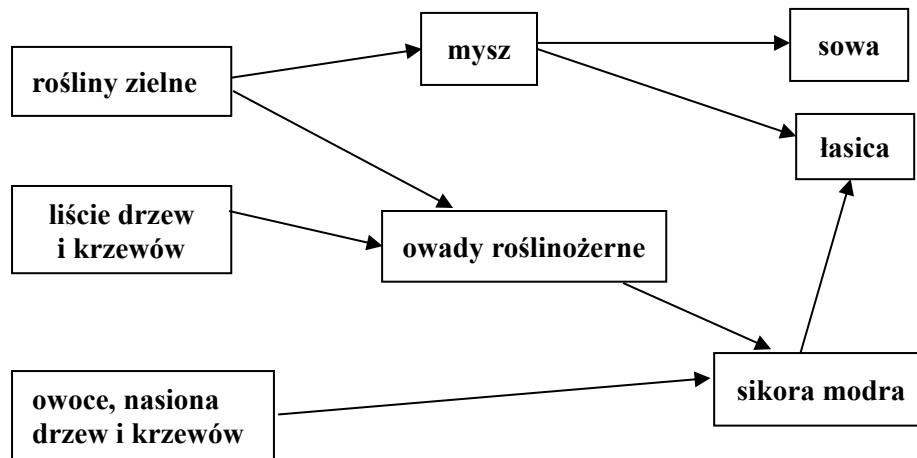 mysz
sowa
rośliny zielne
łasica
liście drzew
i krzewów
owady roślinożerne
sikora modra
owoce, nasiona
drzew i krzewów